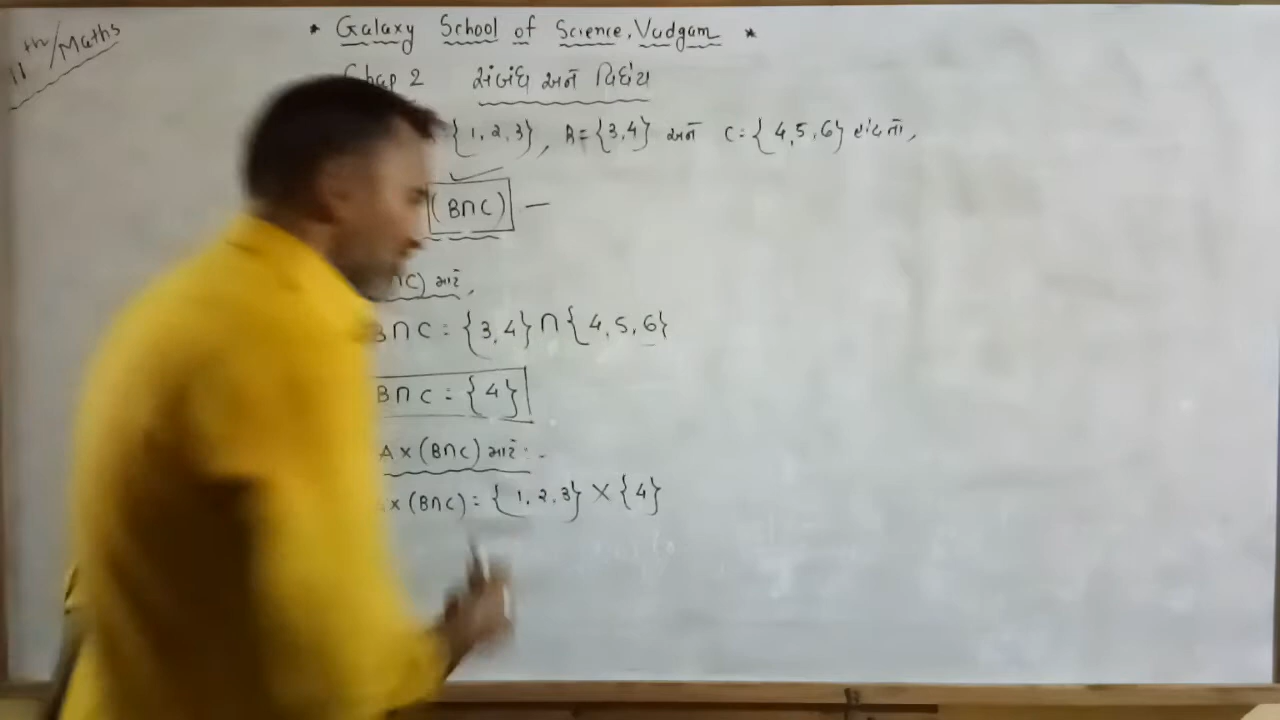 11th/Maths
* Galaxy School of Science, Vadgam *
Chap 2 સંબંધ અને વિધેય
{1, 2, 3}, B = {3, 4} અને C = {4, 5, 6} હોય તો,
(B∩C) –
∩C) માટે,
B∩C = {3, 4} ∩ {4, 5, 6}
B∩C = {4}
A × (B∩C) માટે :-
× (B∩C) = {1, 2, 3} × {4}